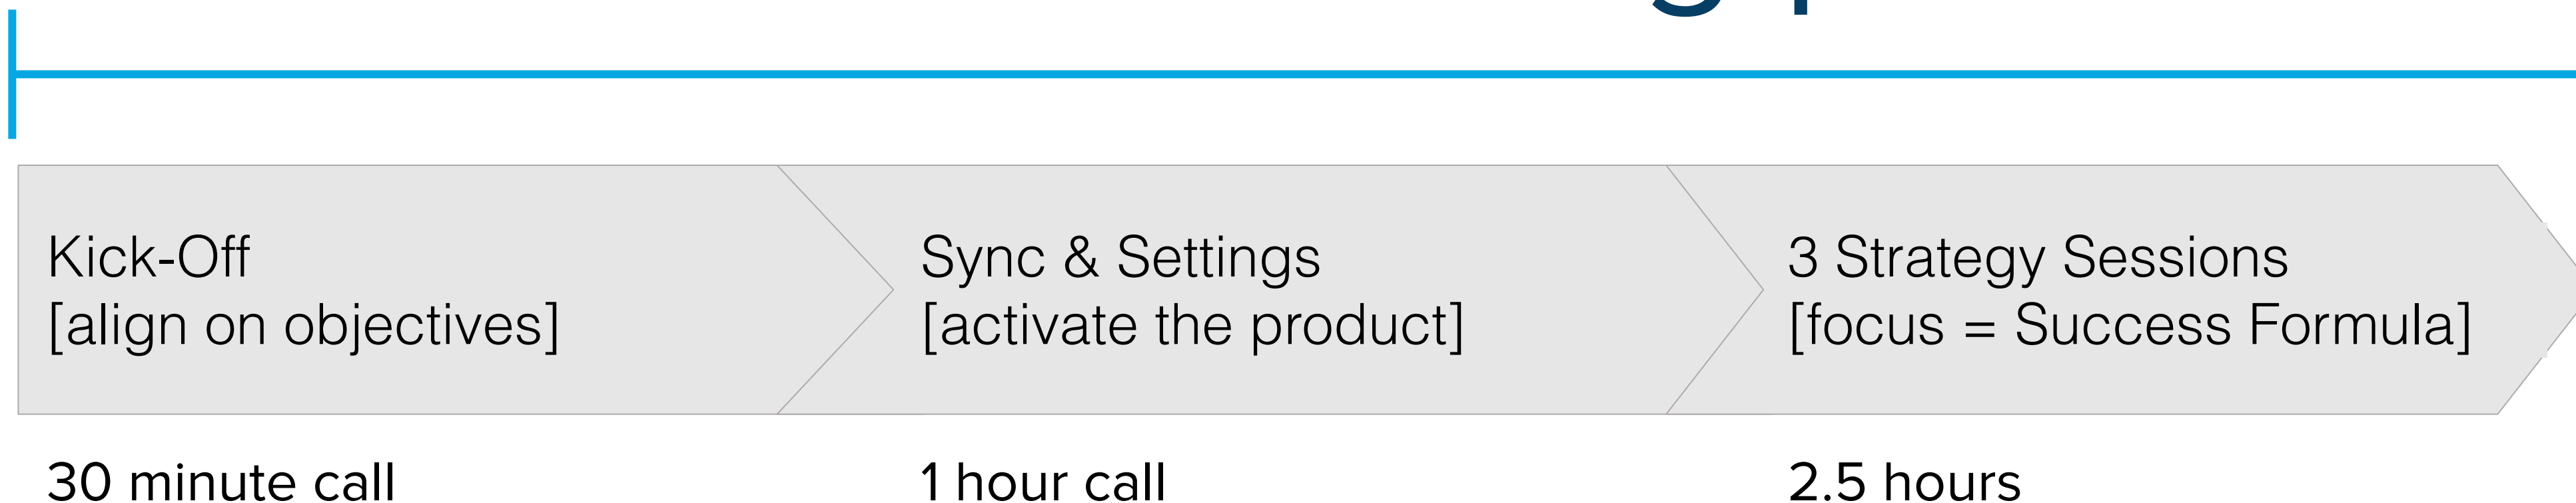 Kick-Off
[align on objectives]
Sync & Settings
[activate the product]
3 Strategy Sessions
[focus = Success Formula]
30 minute call
1 hour call
2.5 hours